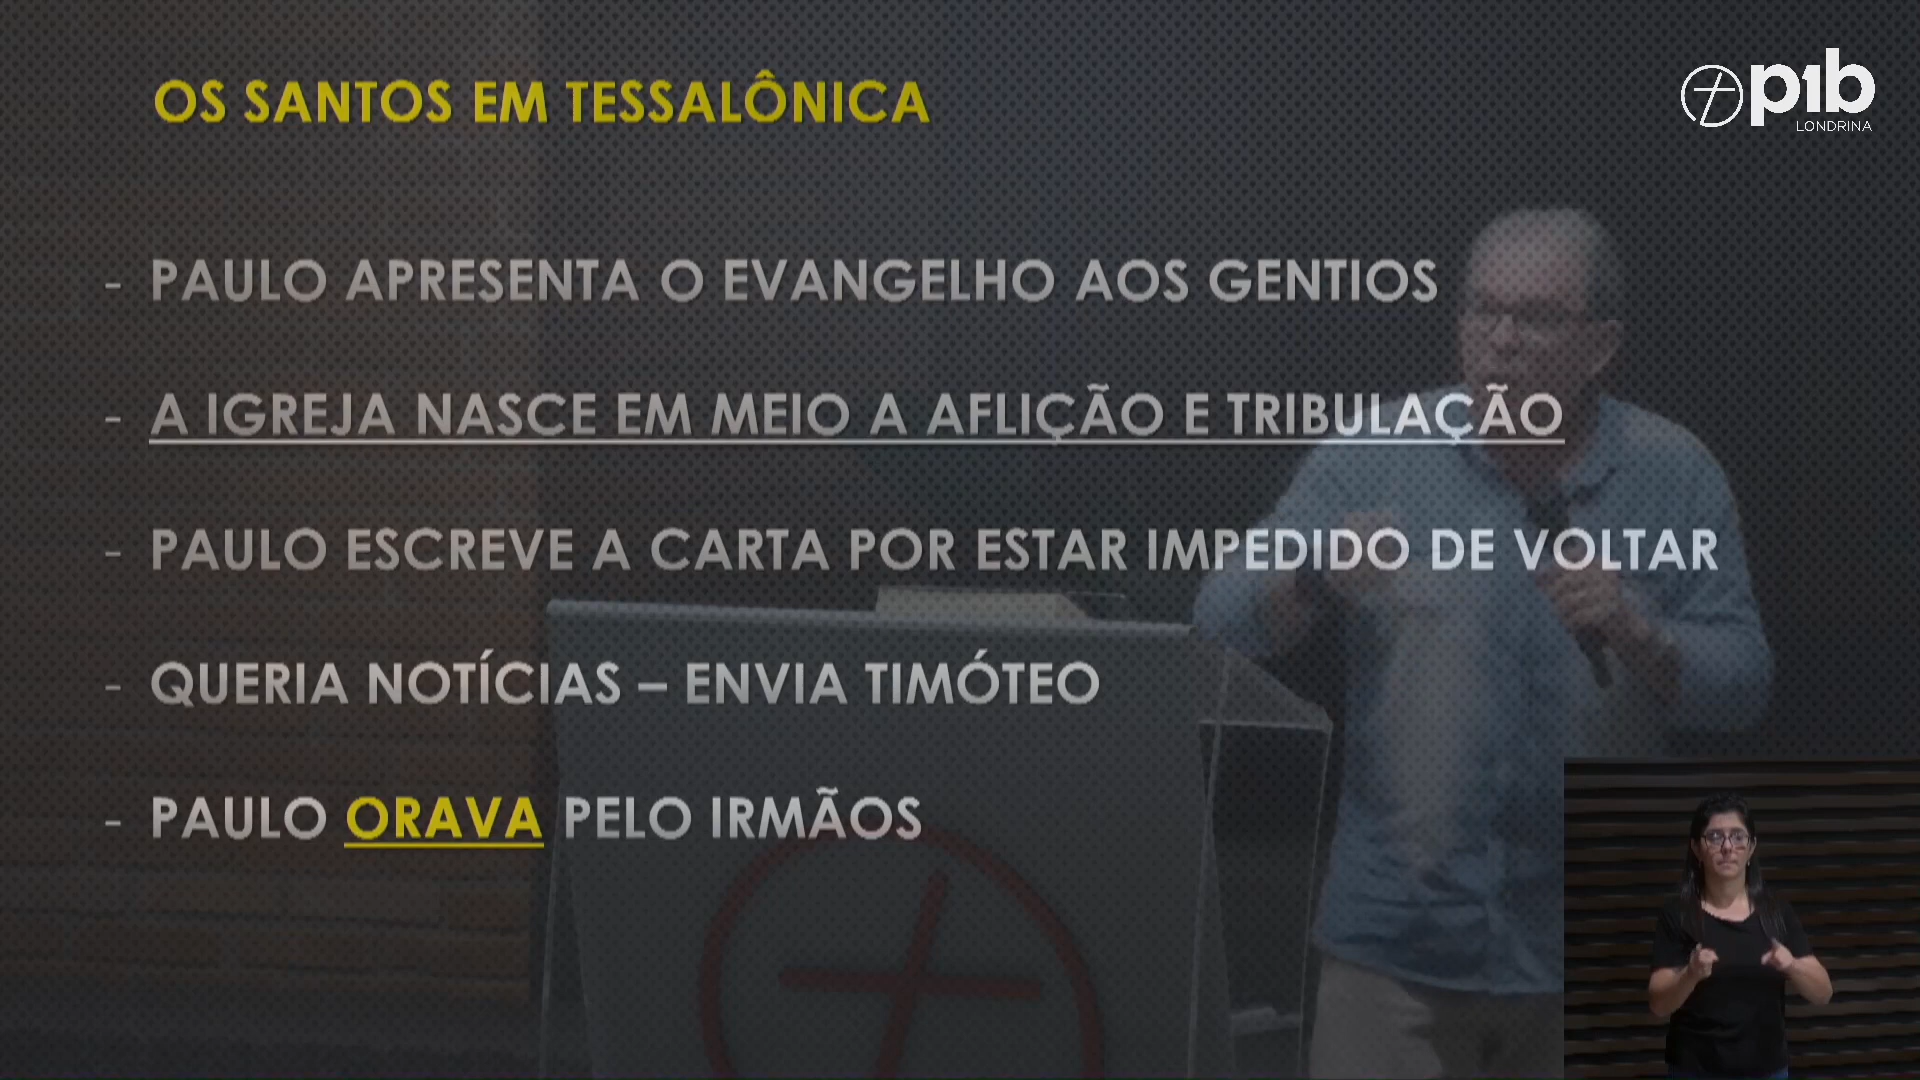 OS SANTOS EM TESSALÔNICA
pib
LONDRINA
- PAULO APRESENTA O EVANGELHO AOS GENTIOS
- A IGREJA NASCE EM MEIO A AFLIÇÃO E TRIBULAÇÃO
- PAULO ESCREVE A CARTA POR ESTAR IMPEDIDO DE VOLTAR
- QUERIA NOTÍCIAS – ENVIA TIMÓTEO
- PAULO ORAVA PELO IRMÃOS